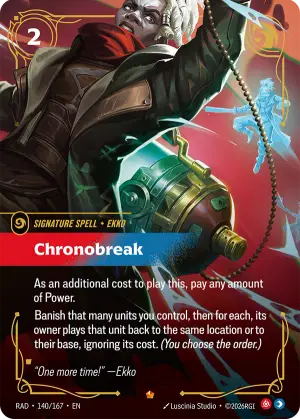 2
SIGNATURE SPELL • EKKO
Chronobreak
As an additional cost to play this, pay any amount
of Power.
Banish that many units you control, then for each, its
owner plays that unit back to the same location or to
their base, ignoring its cost. (You choose the order.)
"One more time!" —Ekko
RAD • 140/167 • EN
Luscinia Studio • ©2026RGI